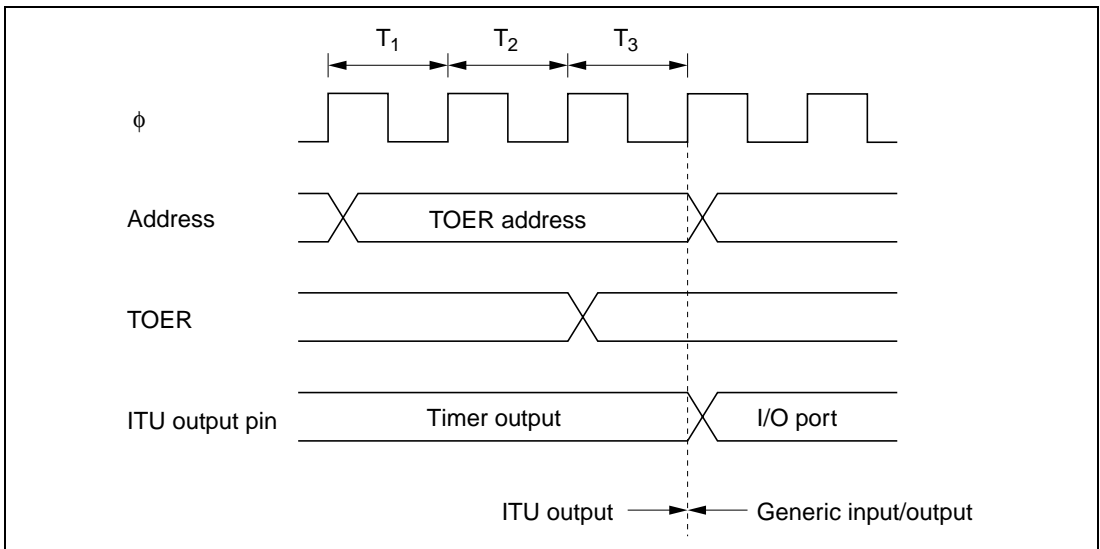 T1 T2 T3
φ
Address TOER address
TOER
ITU output pin Timer output I/O port
ITU output Generic input/output